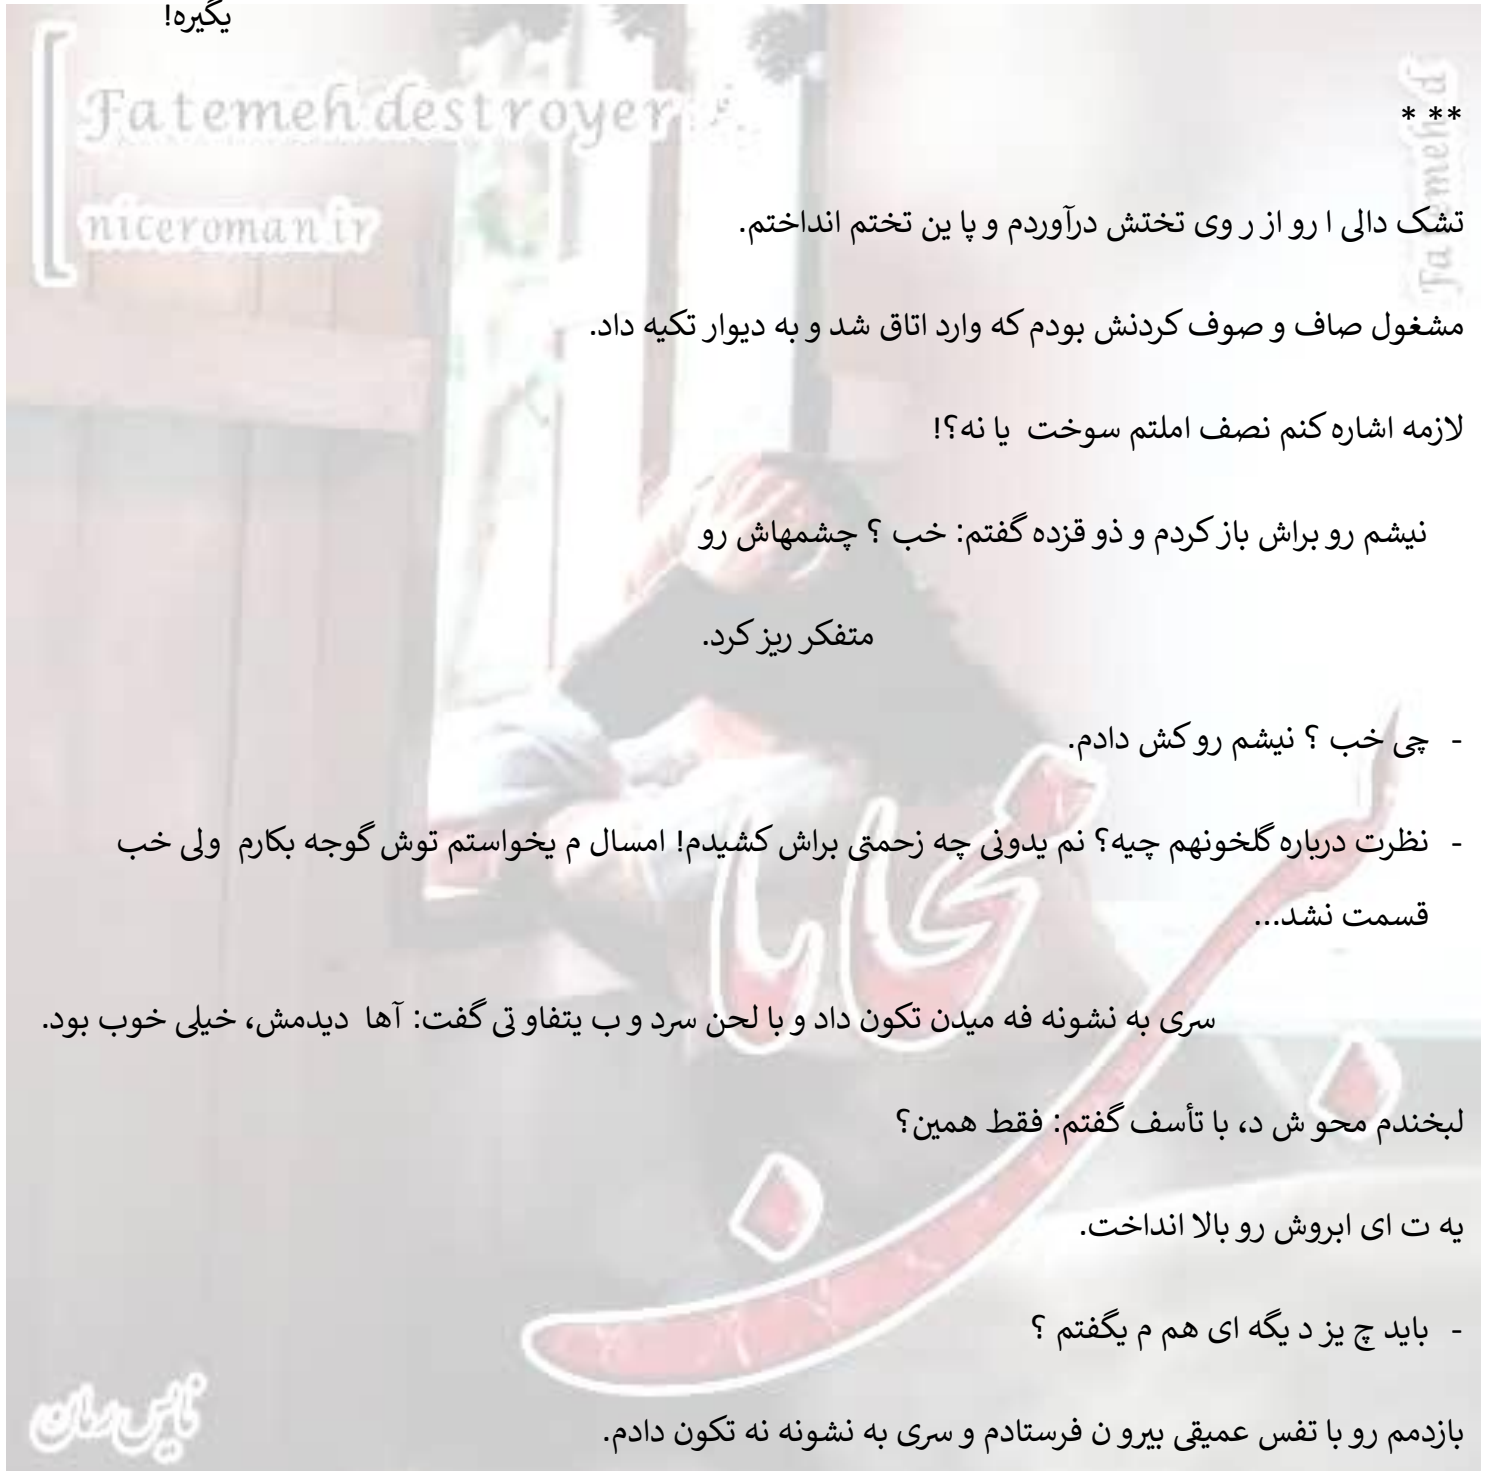 یگیره!
Fatemeh.destroyer
Fatemeh d
* **
niceroman.ir
تشک دالی ا رو از ر وی تختش درآوردم و پا ین تختم انداختم.
مشغول صاف و صوف کردنش بودم که وارد اتاق شد و به دیوار تکیه داد.
لازمه اشاره کنم نصف املتم سوخت یا نه؟!
نیشم رو براش باز کردم و ذو قزده گفتم: خب ؟ چشمهاش رو
متفکر ریز کرد.
- چی خب ؟ نیشم رو کش دادم.
- نظرت درباره گلخونهم چیه؟ نم یدونی چه زحمتی براش کشیدم! امسال م یخواستم توش گوجه بکارم ولی خب
قسمت نشد...
سری به نشونه فه میدن تکون داد و با لحن سرد و ب یتفاو تی گفت: آها دیدمش، خیلی خوب بود.
لبخندم محو ش د، با تأسف گفتم: فقط همین؟
یه ت ای ابروش رو بالا انداخت.
- باید چ یز د یگه ای هم م یگفتم ؟
بازدمم رو با تفس عمیقی بیرو ن فرستادم و سری به نشونه نه تکون دادم.
نایس رمان